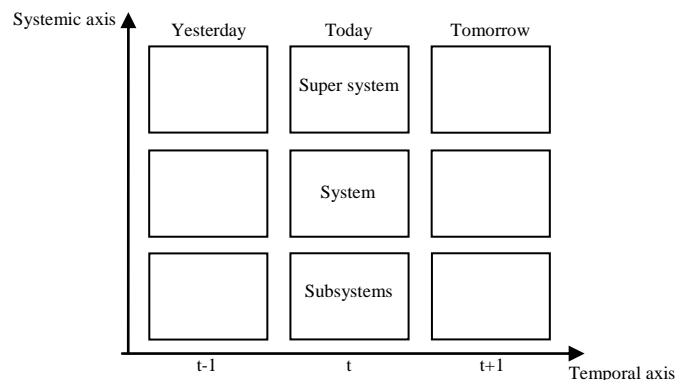 Systemic axis
Yesterday Today Tomorrow
Super system
System
Subsystems
t-1 t t+1
Temporal axis